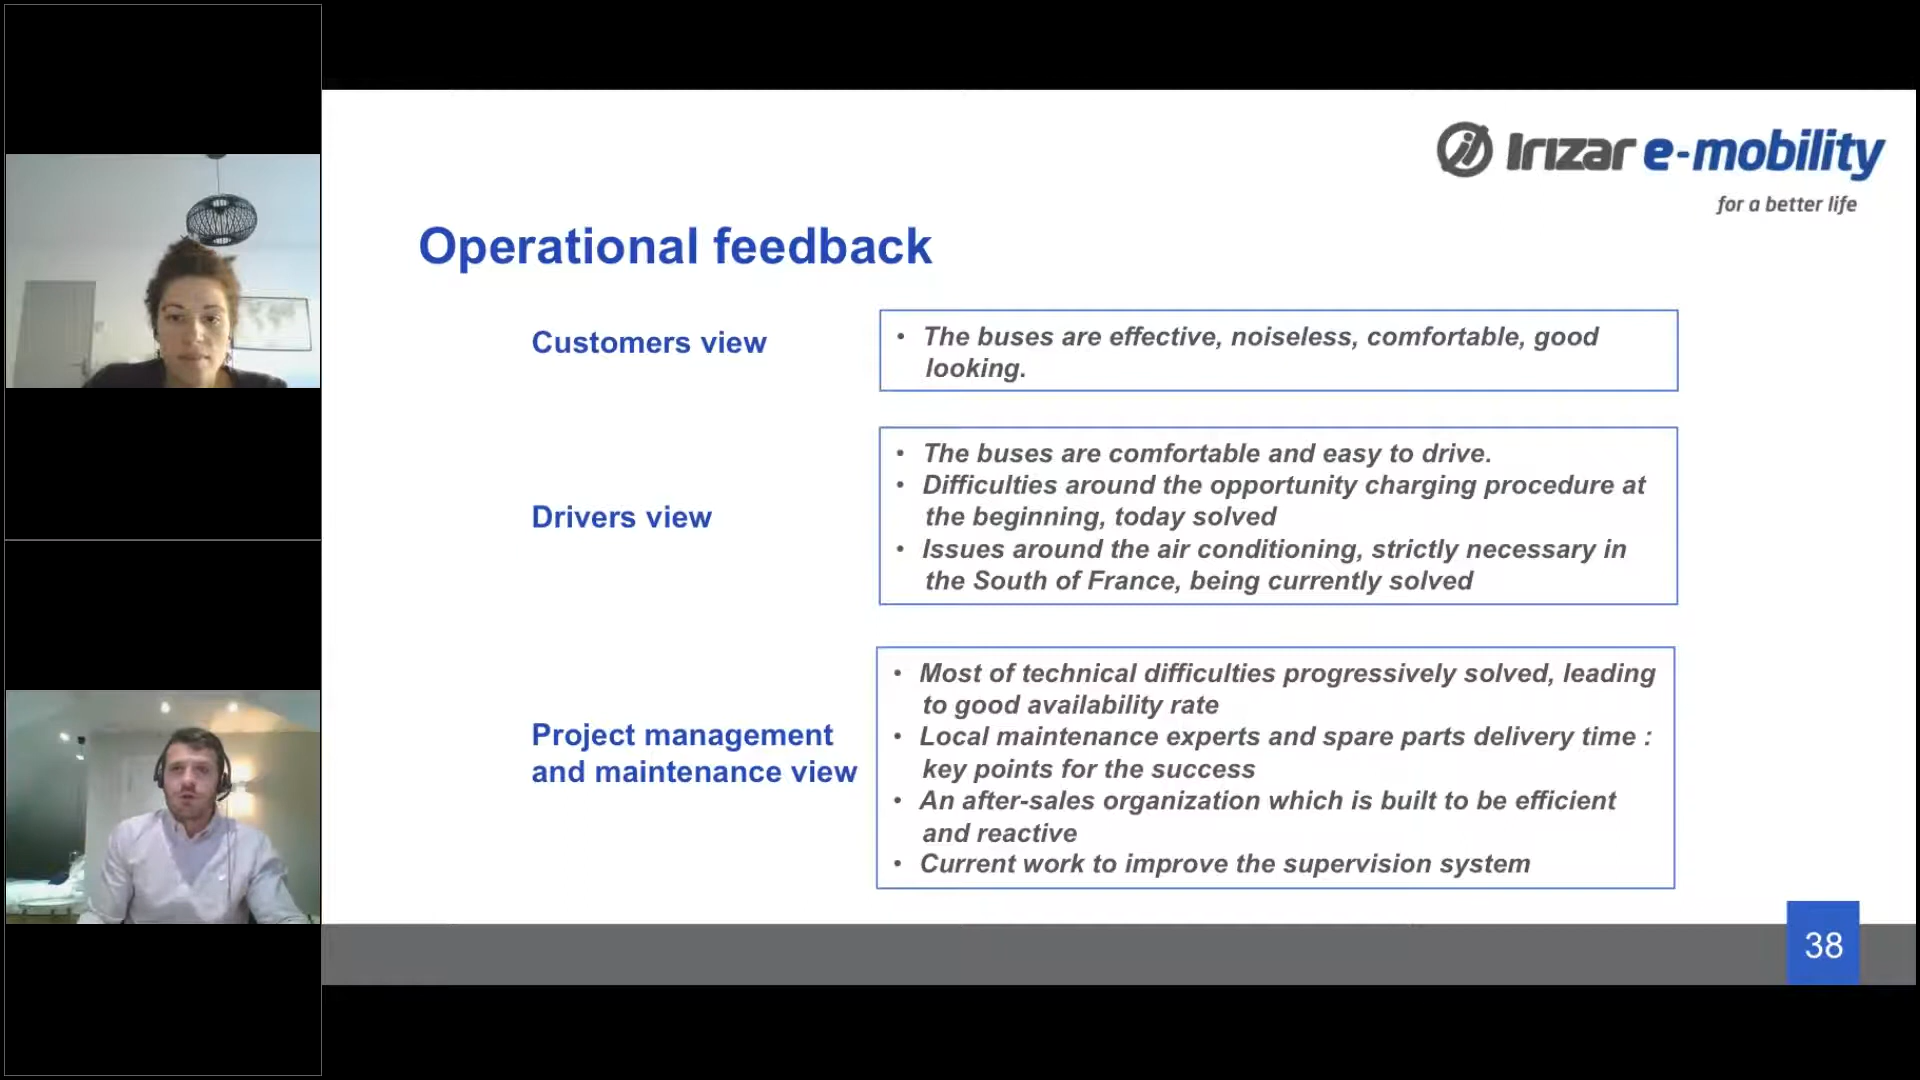 Irizar e-mobility
for a better life
Operational feedback
Customers view
• The buses are effective, noiseless, comfortable, good
looking.
Drivers view
• The buses are comfortable and easy to drive.
• Difficulties around the opportunity charging procedure at
the beginning, today solved
• Issues around the air conditioning, strictly necessary in
the South of France, being currently solved
Project management
and maintenance view
• Most of technical difficulties progressively solved, leading
to good availability rate
• Local maintenance experts and spare parts delivery time :
key points for the success
• An after-sales organization which is built to be efficient
and reactive
• Current work to improve the supervision system
38